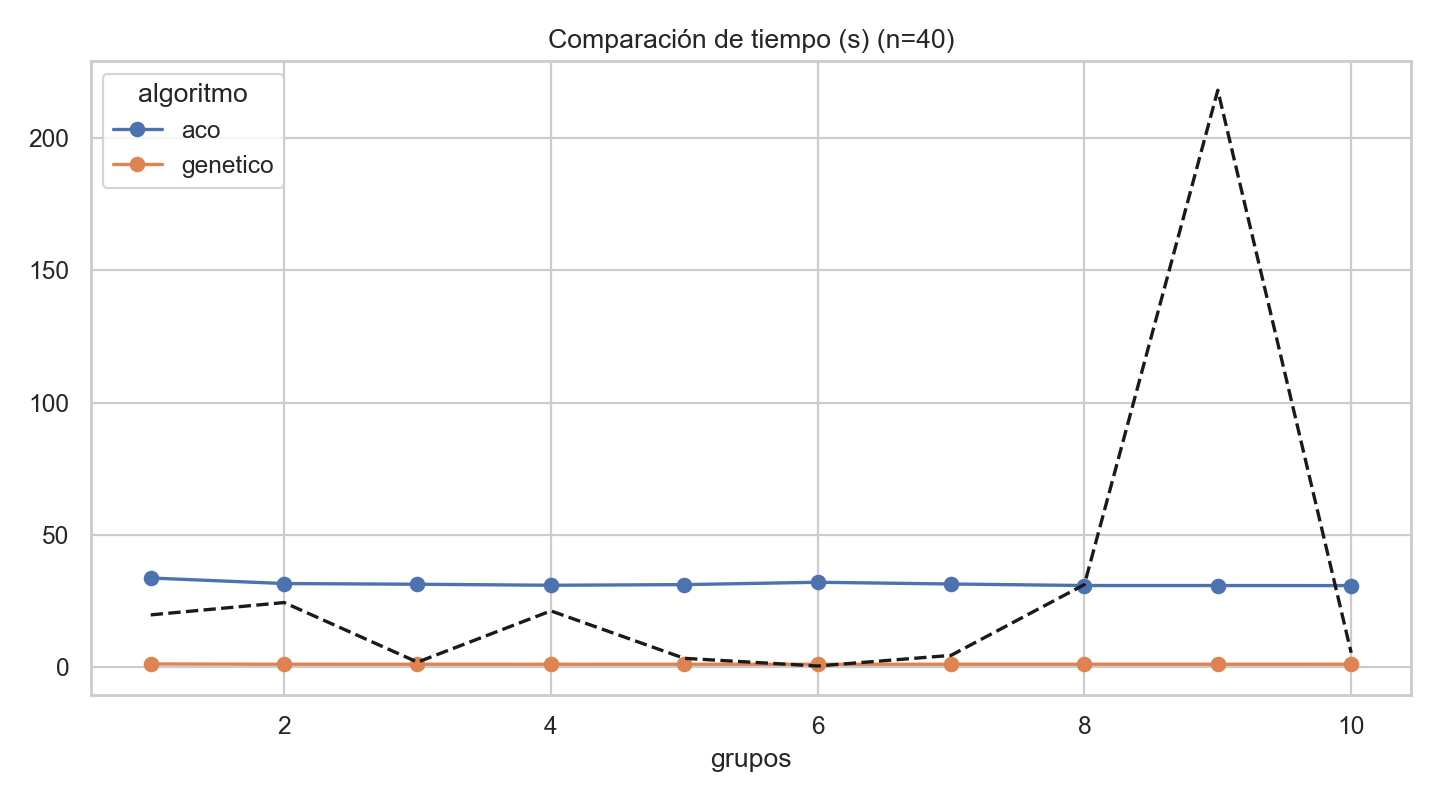 Comparación de tiempo (s) (n=40)
algoritmo
aco
genetico
200
150
100
50
0
2 4 6 8 10
grupos